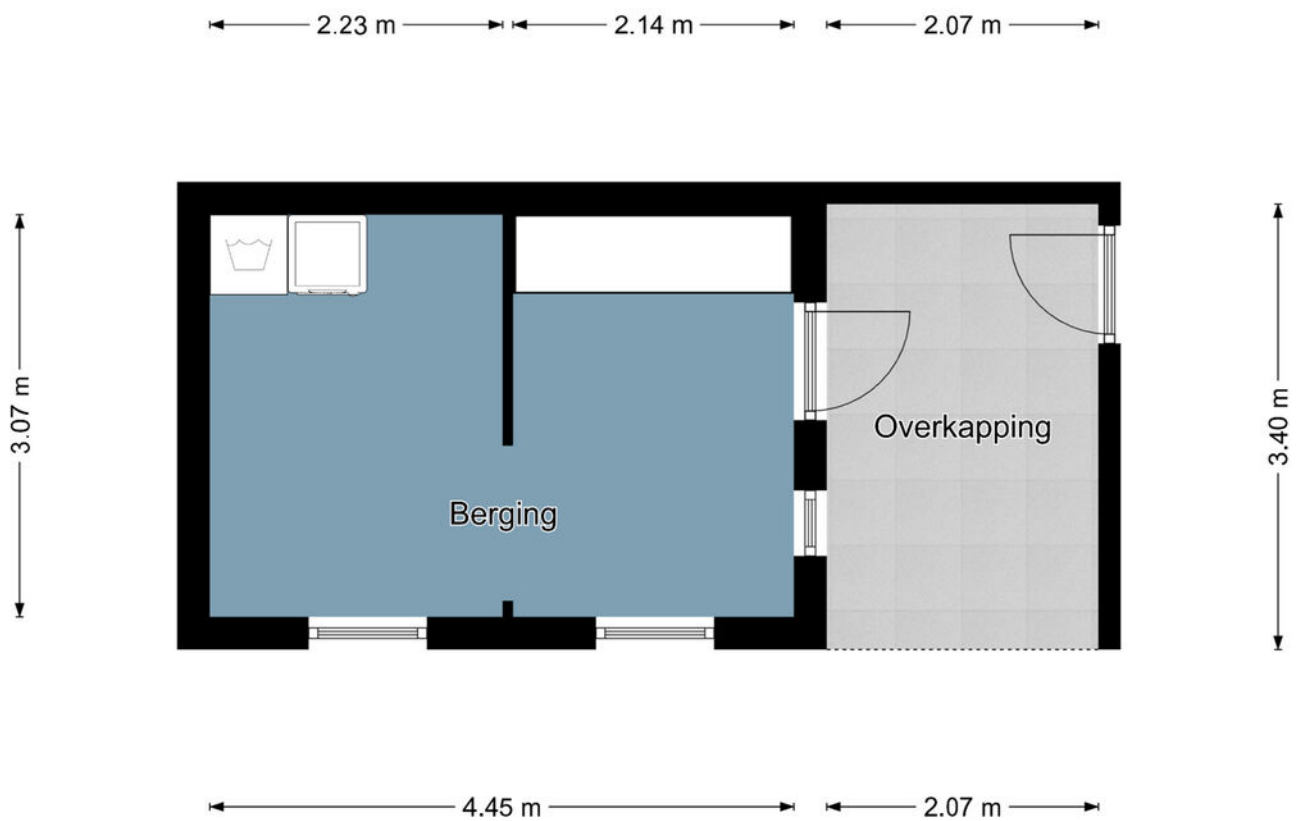 2.23 m
2.14 m
2.07 m
3.07 m
3.40 m
Overkapping
Berging
4.45 m
2.07 m